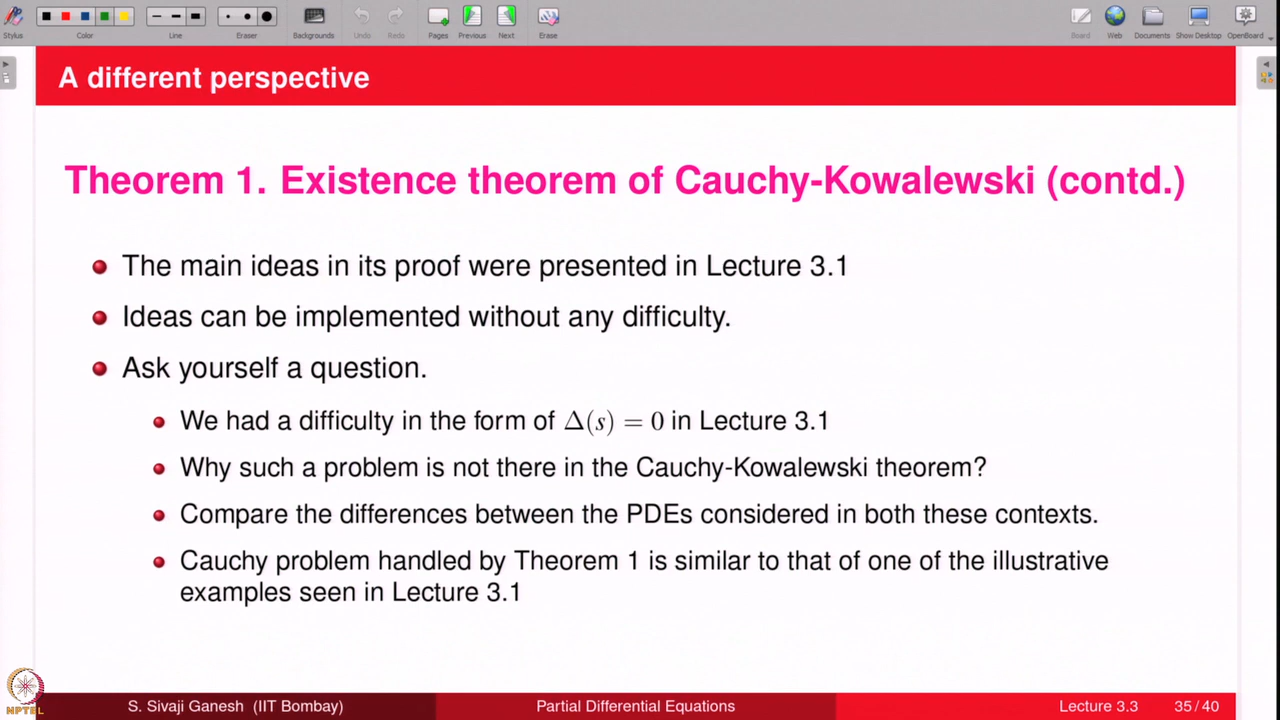 Stylus
Color
Line
Eraser
Backgrounds
Undo
Redo
Pages
Previous
Next
Erase
Board
Web
Documents
Show Desktop
OpenBoard
A different perspective
Theorem 1. Existence theorem of Cauchy-Kowalewski (contd.)
The main ideas in its proof were presented in Lecture 3.1
Ideas can be implemented without any difficulty.
Ask yourself a question.
We had a difficulty in the form of Δ(s) = 0 in Lecture 3.1
Why such a problem is not there in the Cauchy-Kowalewski theorem?
Compare the differences between the PDEs considered in both these contexts.
Cauchy problem handled by Theorem 1 is similar to that of one of the illustrative
examples seen in Lecture 3.1
NPTEL
S. Sivaji Ganesh (IIT Bombay)
Partial Differential Equations
Lecture 3.3
35 / 40